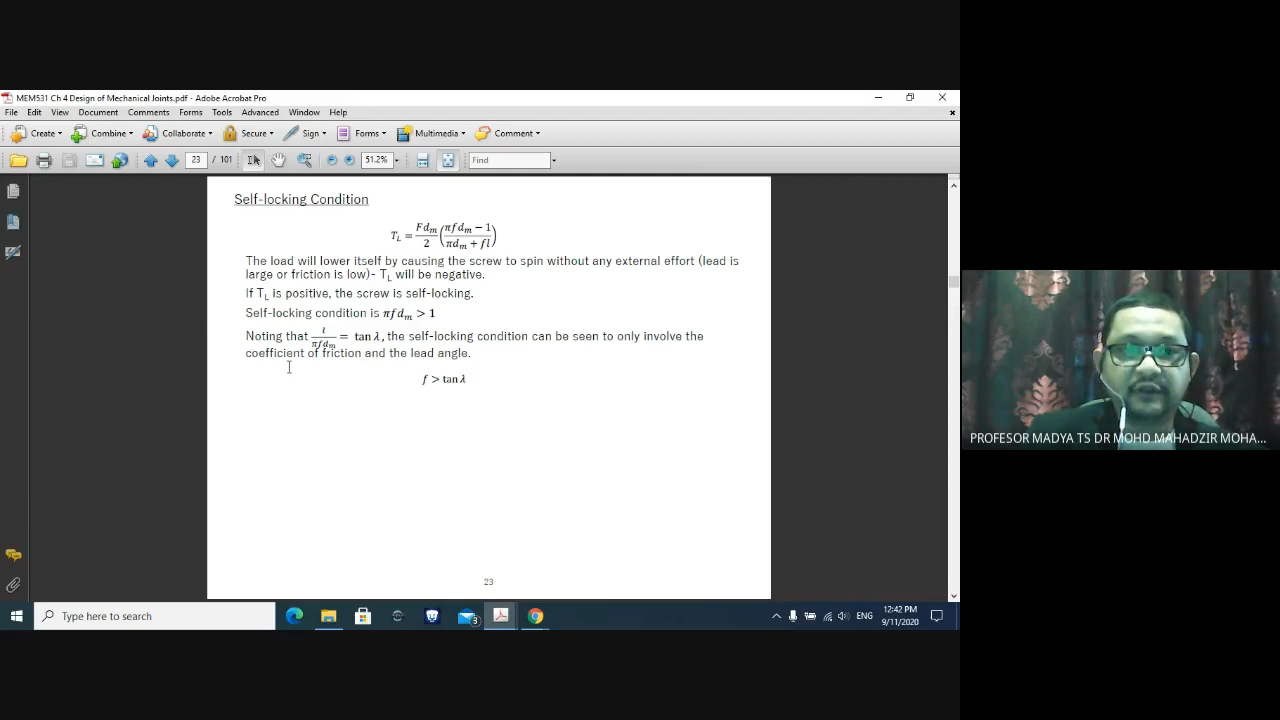 MEM531 Ch 4 Design of Mechanical Joints.pdf - Adobe Acrobat Pro
File Edit View Document Comments Forms Tools Advanced Window Help
Create Combine Collaborate Secure Sign Forms Multimedia Comment
23 / 101 51.2% Find
Self-locking Condition
T_L = Fd_m/2 (πfd_m − 1/πd_m + fl)
The load will lower itself by causing the screw to spin without any external effort (lead is
large or friction is low)- T_L will be negative.
If T_L is positive, the screw is self-locking.
Self-locking condition is πfd_m > 1
Noting that l/πfd_m = tan λ, the self-locking condition can be seen to only involve the
coefficient of friction and the lead angle.
f > tan λ
23
PROFESOR MADYA TS DR MOHD MAHADZIR MOHA...
Type here to search
3
ENG
12:42 PM
9/11/2020